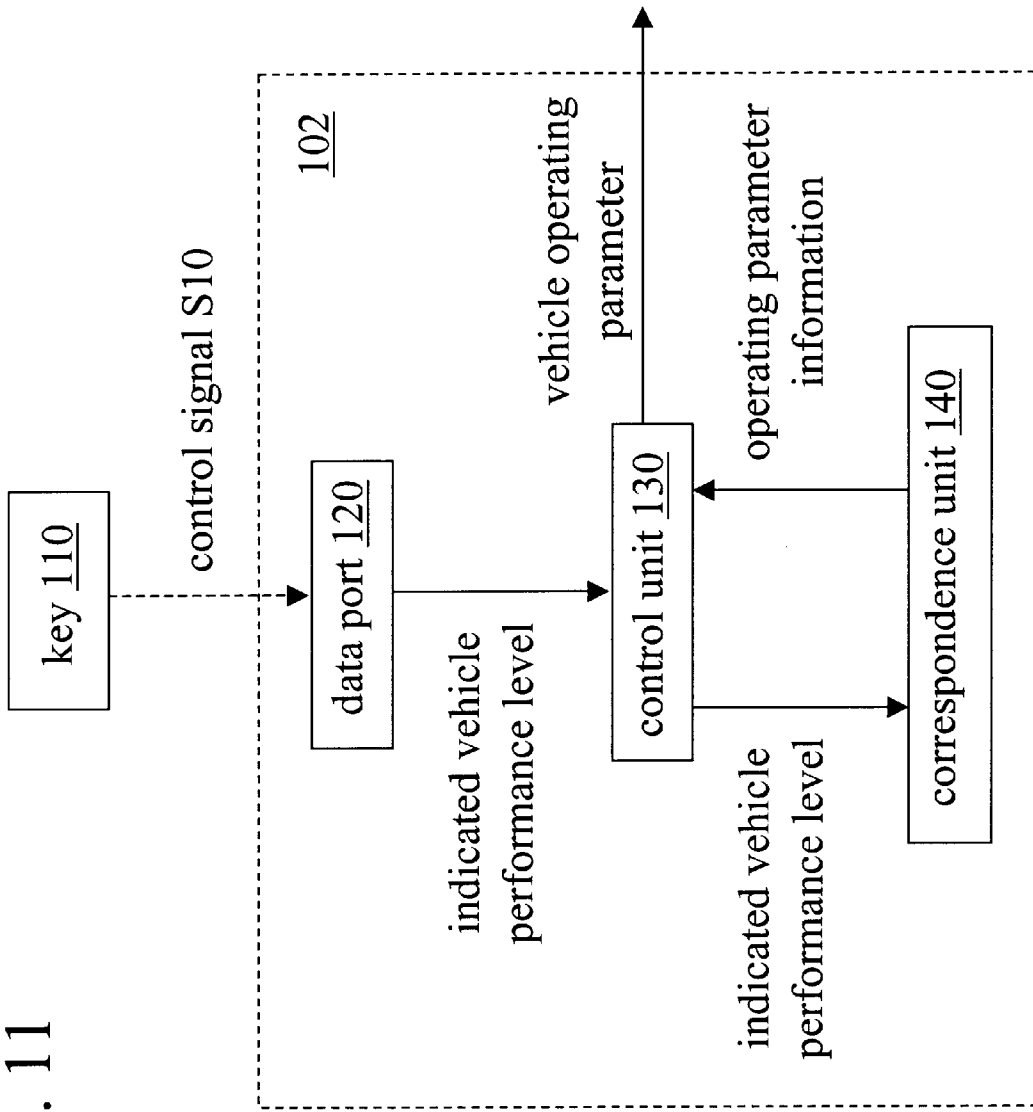 . 11
key 110
control signal S10
102
data port 120
indicated vehicle
performance level
vehicle operating
parameter
control unit 130
indicated vehicle
performance level
operating parameter
information
correspondence unit 140